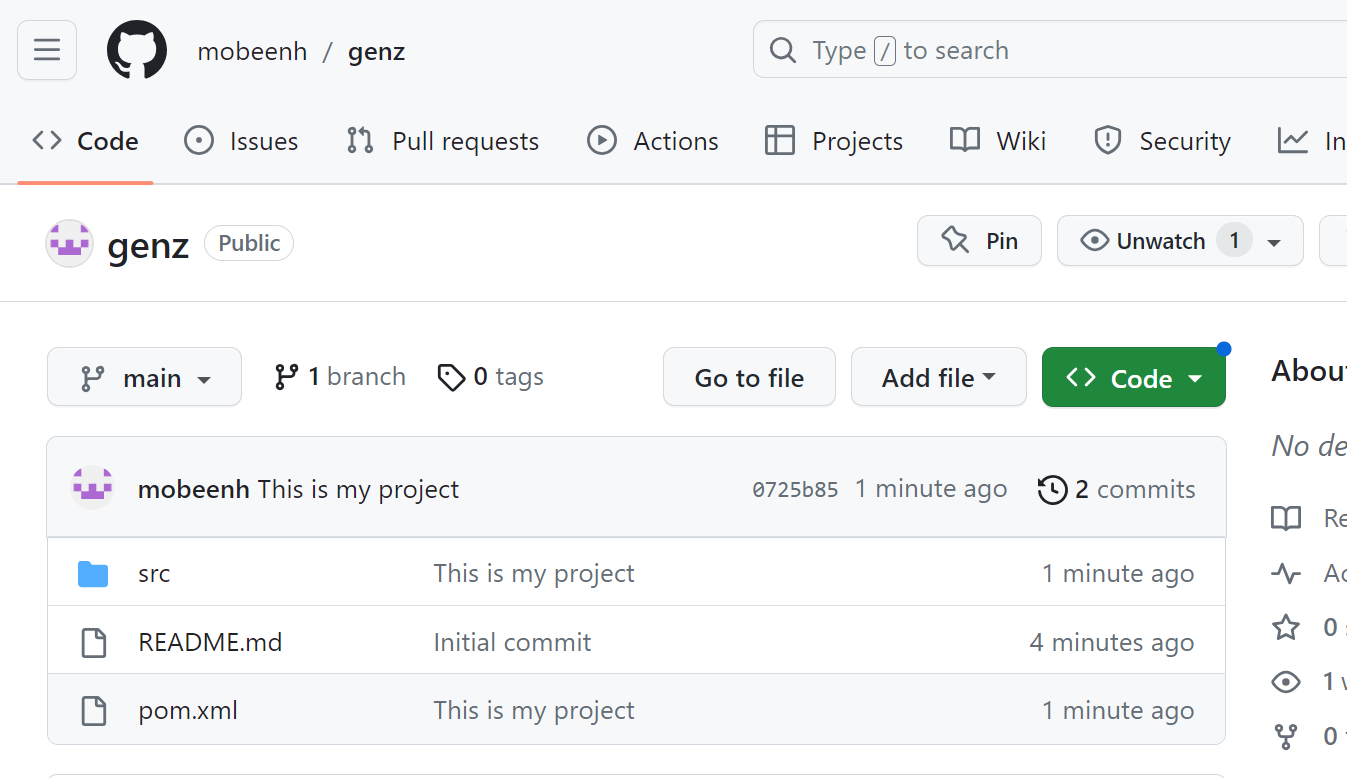 mobeenh / genz
Type / to search
Code Issues Pull requests Actions Projects Wiki Security
genz Public
Pin Unwatch 1
main 1 branch 0 tags Go to file Add file Code
mobeenh This is my project 0725b85 1 minute ago 2 commits
src This is my project 1 minute ago
README.md Initial commit 4 minutes ago
pom.xml This is my project 1 minute ago
No
0
1
0